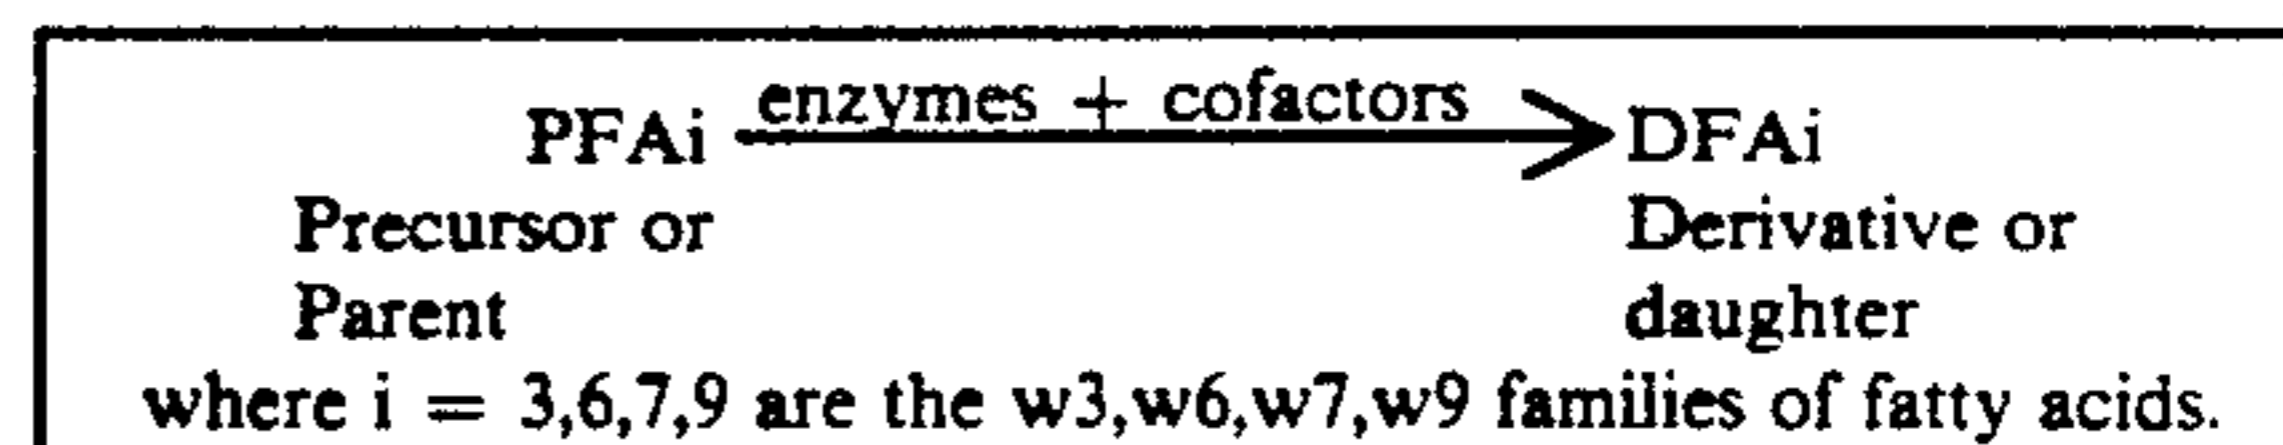 PFAi enzymes + cofactors DFAi
Precursor or Derivative or
Parent daughter
where i = 3,6,7,9 are the w3,w6,w7,w9 families of fatty acids.